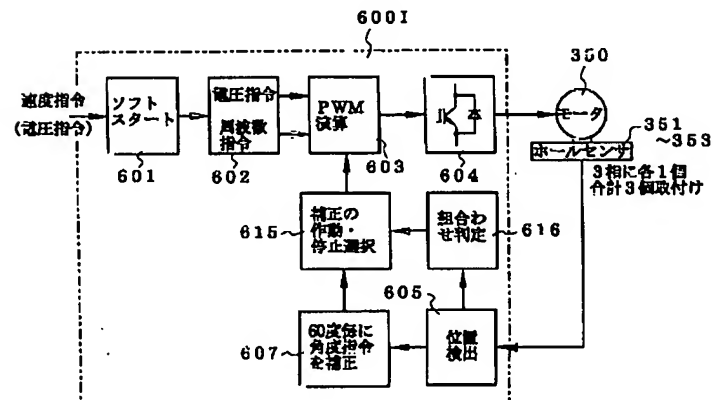 600I
速度指令
(電圧指令)
ソフト
スタート
601
電圧指令
周波数
指令
602
PWM
演算
603
604
350
モータ
351
～353
ホールセンサ
3相に各1個
合計3個取付け
615
補正の
作動・
停止選択
組合わ
せ判定
616
605
607
60度毎に
角度指令
を補正
位置
検出